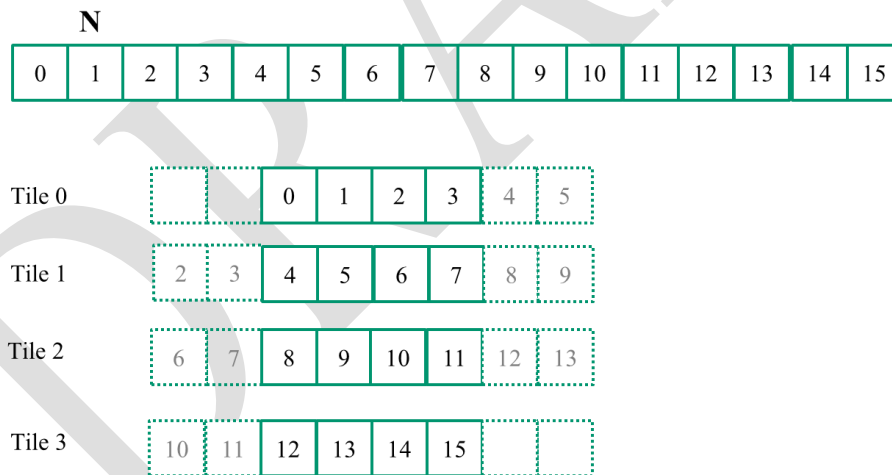 N
0 1 2 3 4 5 6 7 8 9 10 11 12 13 14 15
Tile 0 0 1 2 3 4 5
Tile 1 2 3 4 5 6 7 8 9
Tile 2 6 7 8 9 10 11 12 13
Tile 3 10 11 12 13 14 15